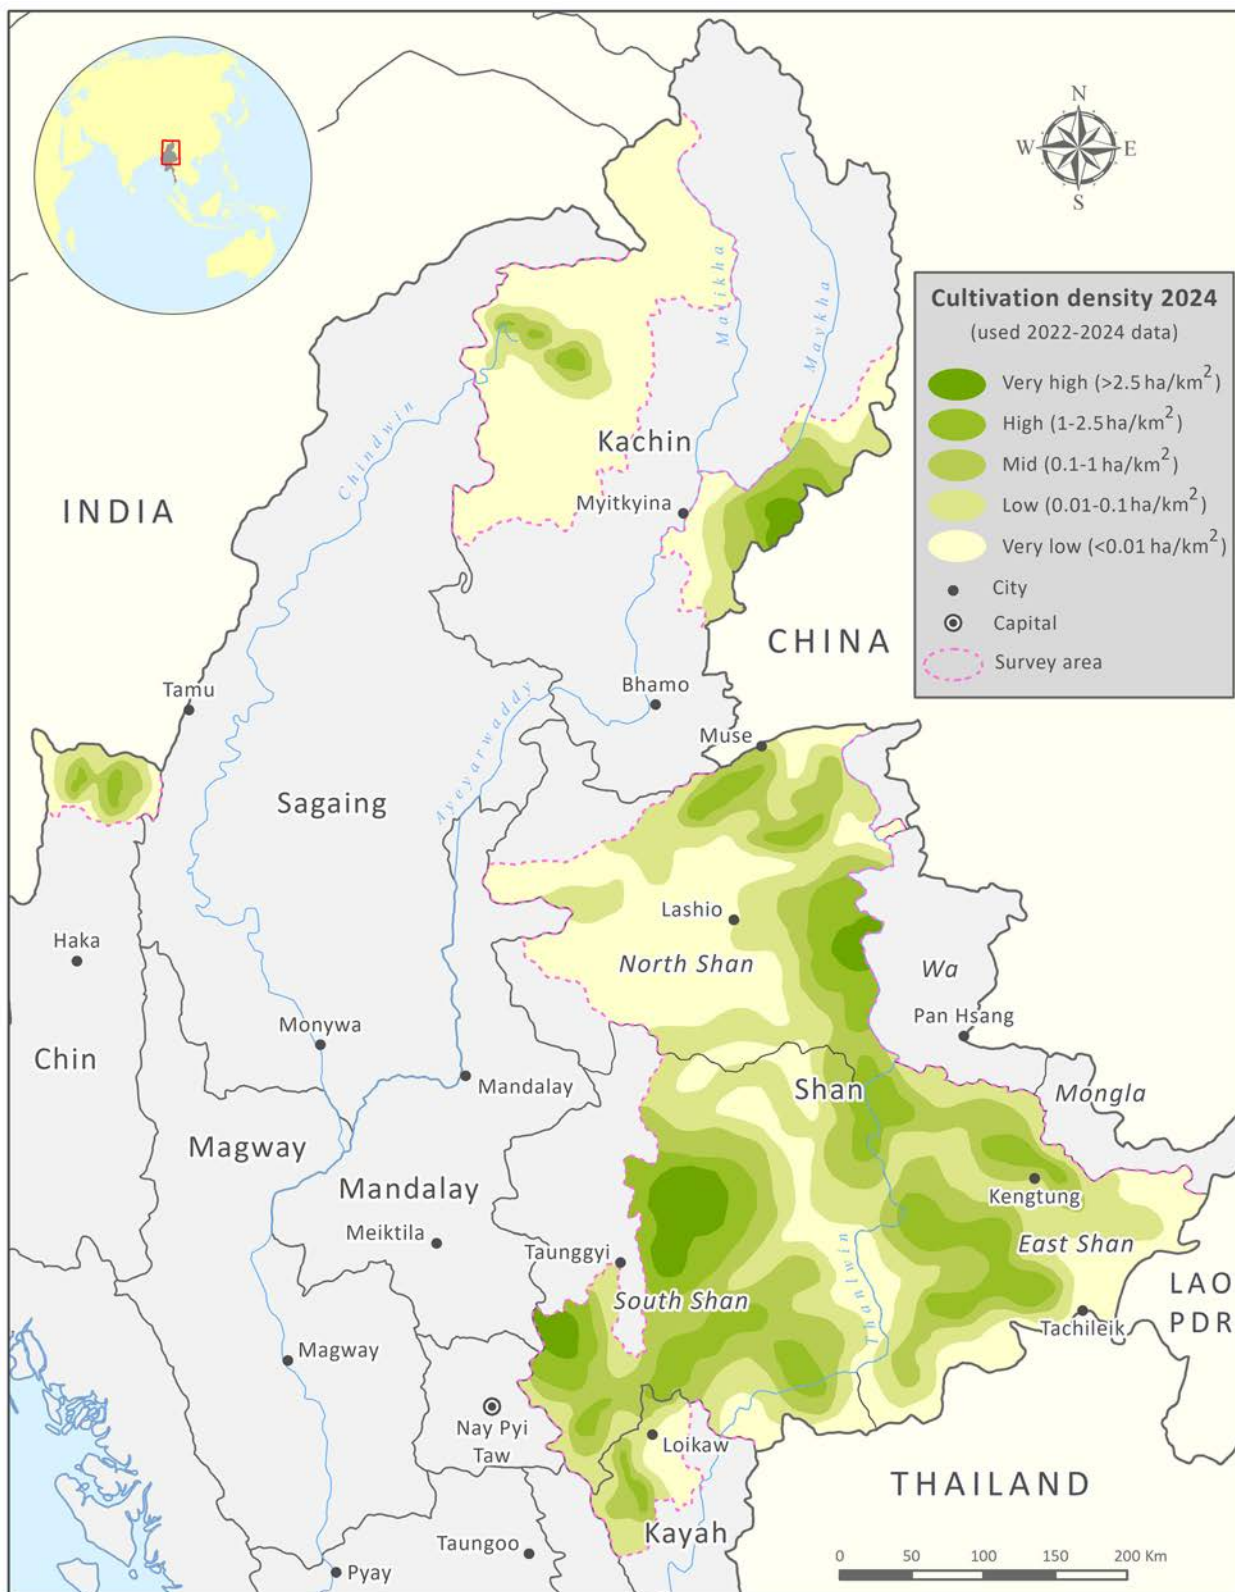 N
W
E
S
Cultivation density 2024
(used 2022-2024 data)
Very high (>2.5 ha/km²)
High (1-2.5 ha/km²)
Mid (0.1-1 ha/km²)
Low (0.01-0.1 ha/km²)
Very low (<0.01 ha/km²)
City
Capital
Survey area
Malikha
Maykha
Chindwin
Kachin
INDIA
Myitkyina
CHINA
Tamu
Bhamo
Ayeyarwaddy
Muse
Sagaing
Lashio
Haka
North Shan
Wa
Pan Hsang
Monywa
Chin
Mandalay
Shan
Mongla
Magway
Mandalay
Kengtung
Meiktila
Taunggyi
Thanlwin
East Shan
LAO
PDR
South Shan
Tachileik
Magway
Nay Pyi
Taw
Loikaw
THAILAND
Kayah
Taungoo
Pyay
0 50 100 150 200 Km